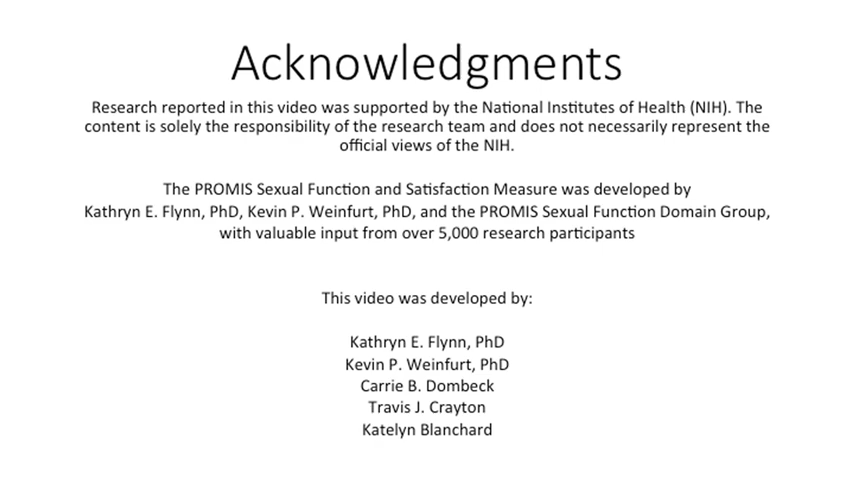 Acknowledgments
Research reported in this video was supported by the National Institutes of Health (NIH). The
content is solely the responsibility of the research team and does not necessarily represent the
official views of the NIH.
The PROMIS Sexual Function and Satisfaction Measure was developed by
Kathryn E. Flynn, PhD, Kevin P. Weinfurt, PhD, and the PROMIS Sexual Function Domain Group,
with valuable input from over 5,000 research participants
This video was developed by:
Kathryn E. Flynn, PhD
Kevin P. Weinfurt, PhD
Carrie B. Dombeck
Travis J. Crayton
Katelyn Blanchard